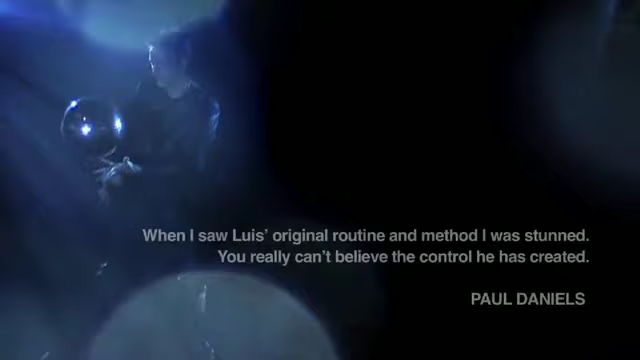 When I saw Luis’ original routine and method I was stunned.
You really can’t believe the control he has created.
PAUL DANIELS